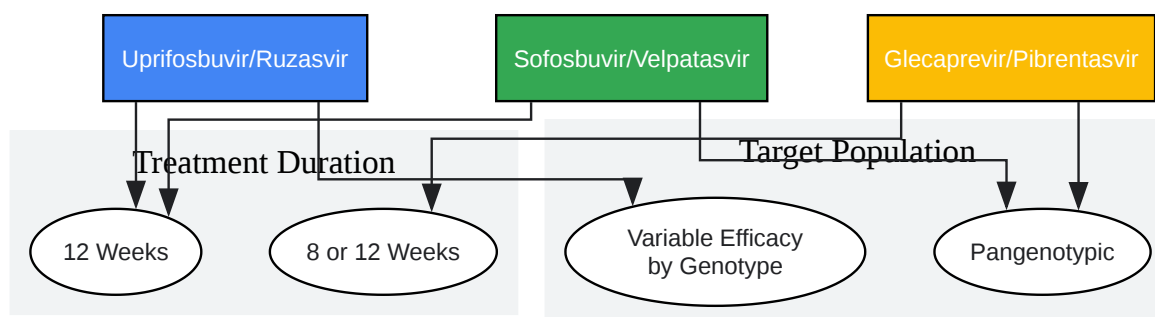 Uprifosbuvir/Ruzasvir
Sofosbuvir/Velpatasvir
Glecaprevir/Pibrentasvir
Treatment Duration
Target Population
12 Weeks
8 or 12 Weeks
Variable Efficacy
by Genotype
Pangenotypic